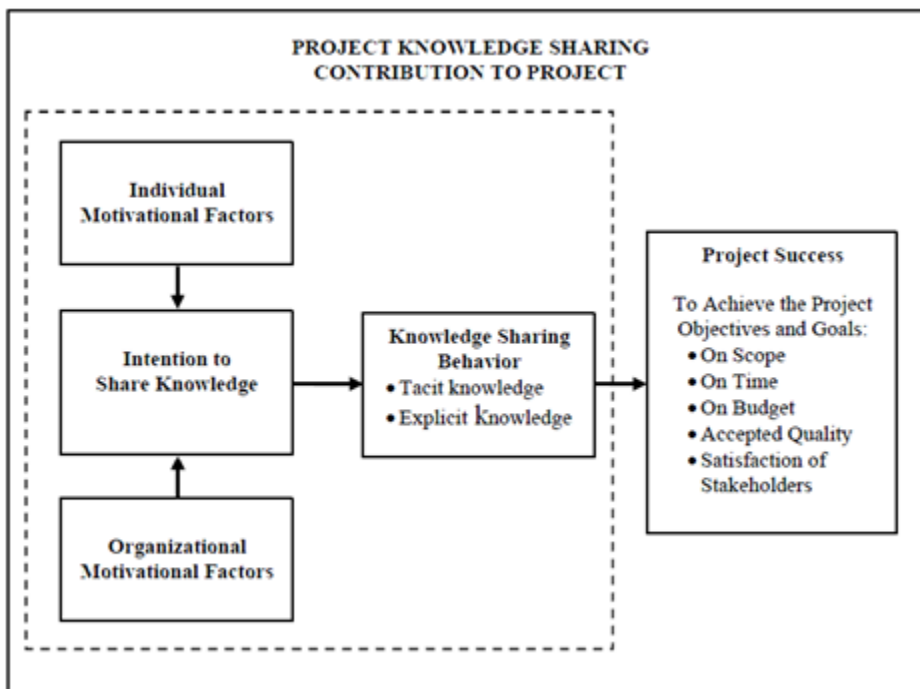 PROJECT KNOWLEDGE SHARING
CONTRIBUTION TO PROJECT
Individual
Motivational Factors
Intention to
Share Knowledge
Organizational
Motivational Factors
Knowledge Sharing
Behavior
• Tacit knowledge
• Explicit knowledge
Project Success
To Achieve the Project
Objectives and Goals:
• On Scope
• On Time
• On Budget
• Accepted Quality
• Satisfaction of
Stakeholders